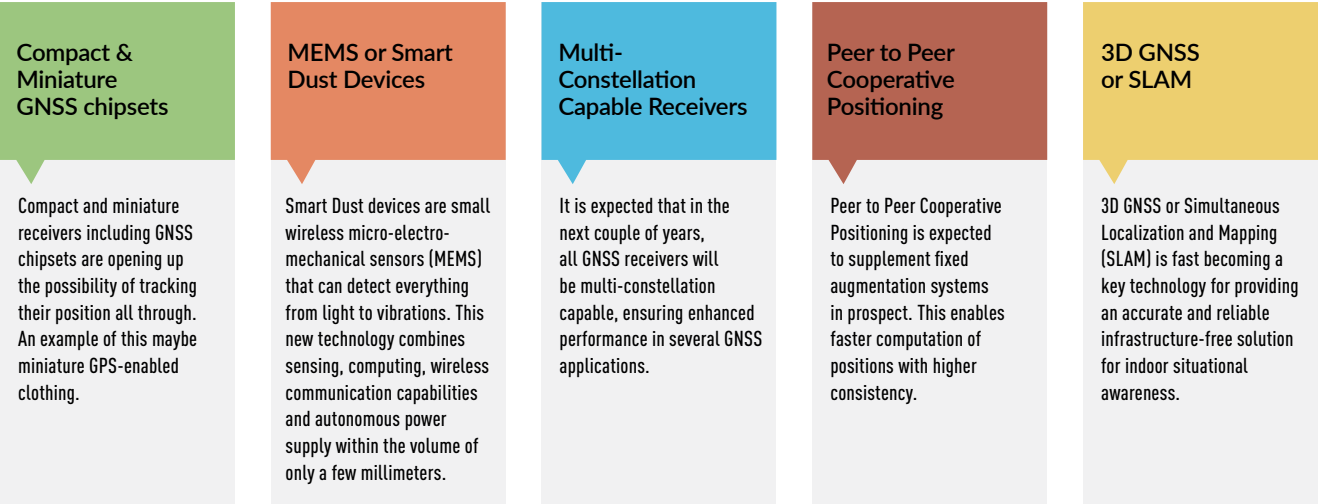 Compact &
Miniature
GNSS chipsets
Compact and miniature
receivers including GNSS
chipsets are opening up
the possibility of tracking
their position all through.
An example of this maybe
miniature GPS-enabled
clothing.
MEMS or Smart
Dust Devices
Smart Dust devices are small
wireless micro-electro-
mechanical sensors (MEMS)
that can detect everything
from light to vibrations. This
new technology combines
sensing, computing, wireless
communication capabilities
and autonomous power
supply within the volume of
only a few millimeters.
Multi-
Constellation
Capable Receivers
It is expected that in the
next couple of years,
all GNSS receivers will
be multi-constellation
capable, ensuring enhanced
performance in several GNSS
applications.
Peer to Peer
Cooperative
Positioning
Peer to Peer Cooperative
Positioning is expected
to supplement fixed
augmentation systems
in prospect. This enables
faster computation of
positions with higher
consistency.
3D GNSS
or SLAM
3D GNSS or Simultaneous
Localization and Mapping
(SLAM) is fast becoming a
key technology for providing
an accurate and reliable
infrastructure-free solution
for indoor situational
awareness.